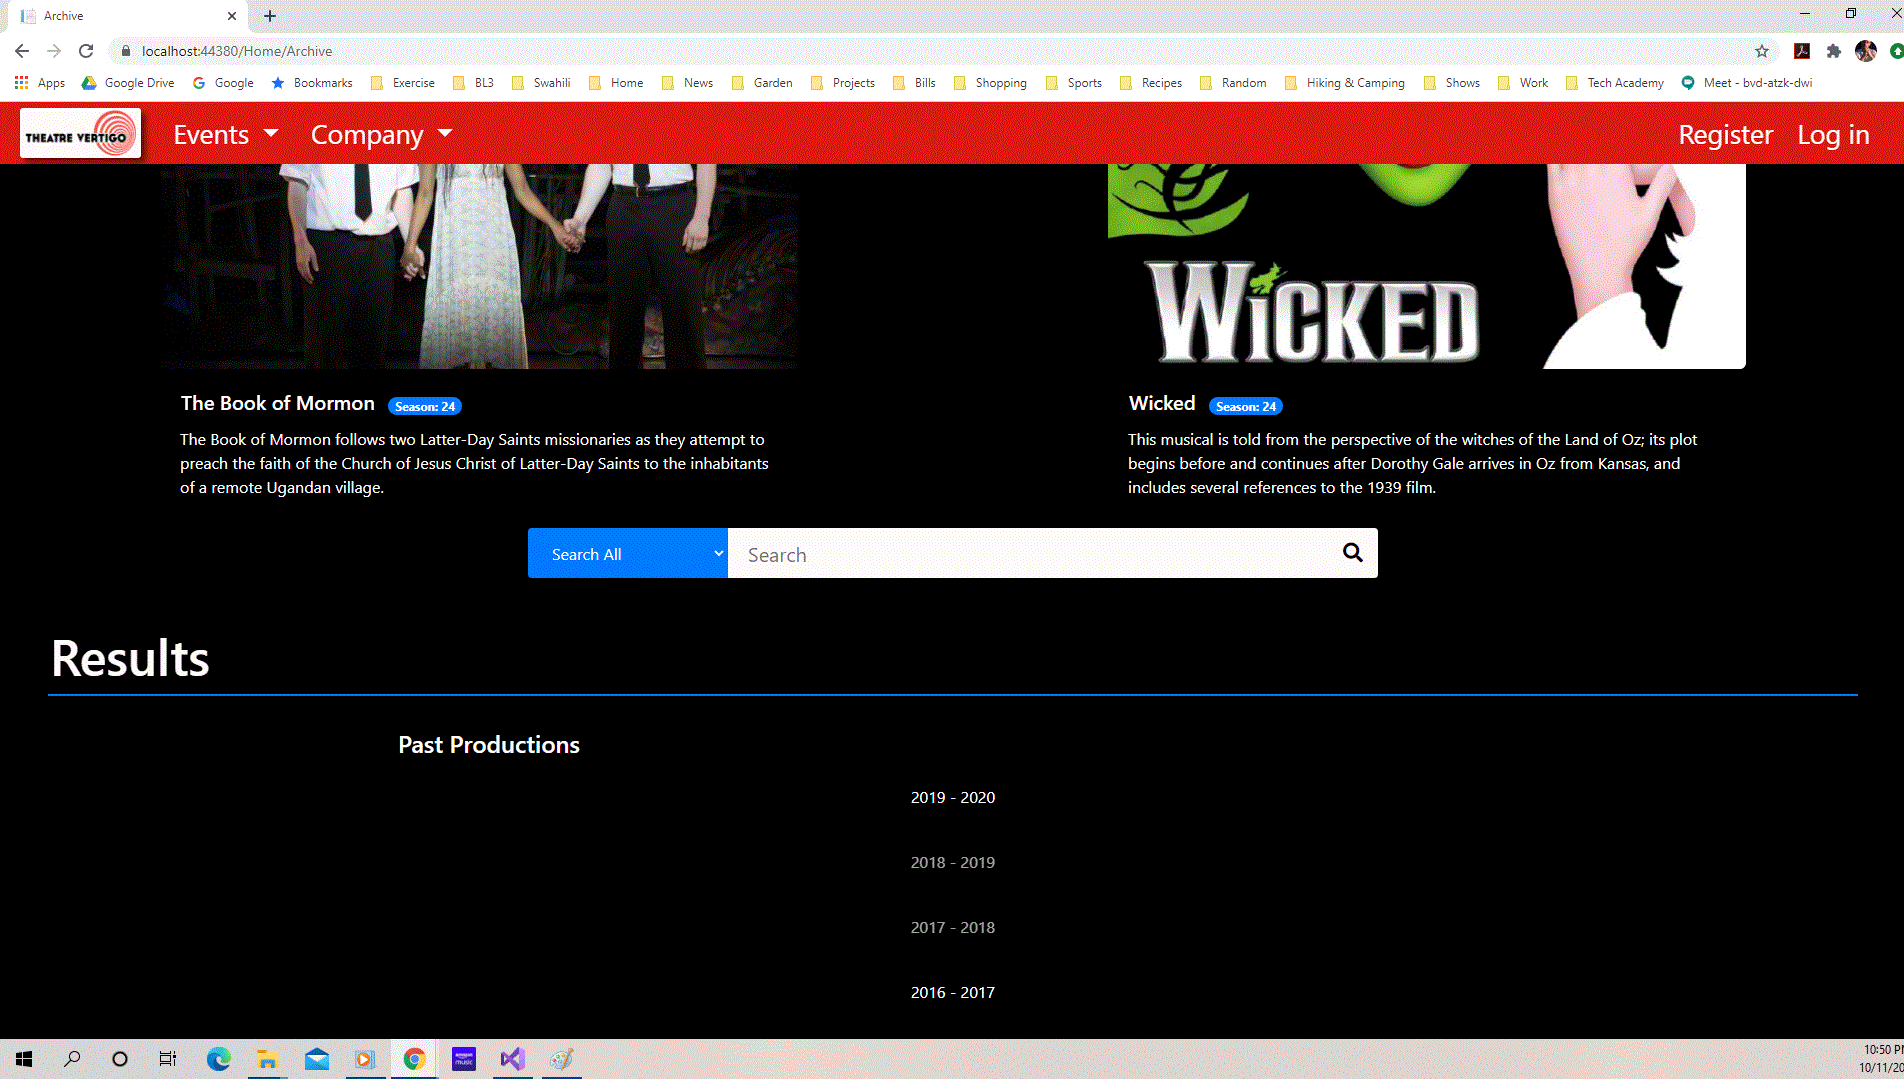 Archive
localhost:44380/Home/Archive
Apps Google Drive Google Bookmarks Exercise BL3 Swahili Home News Garden Projects Bills Shopping Sports Recipes Random Hiking & Camping Shows Work Tech Academy Meet - bvd-atzk-dwi
THEATRE VERTIGO Events Company Register Log in
WICKED
The Book of Mormon Season: 24
The Book of Mormon follows two Latter-Day Saints missionaries as they attempt to
preach the faith of the Church of Jesus Christ of Latter-Day Saints to the inhabitants
of a remote Ugandan village.
Wicked Season: 24
This musical is told from the perspective of the witches of the Land of Oz; its plot
begins before and continues after Dorothy Gale arrives in Oz from Kansas, and
includes several references to the 1939 film.
Search All Search
Results
Past Productions
2019 - 2020
2018 - 2019
2017 - 2018
2016 - 2017
amazon music
10:50 P
10/11/20